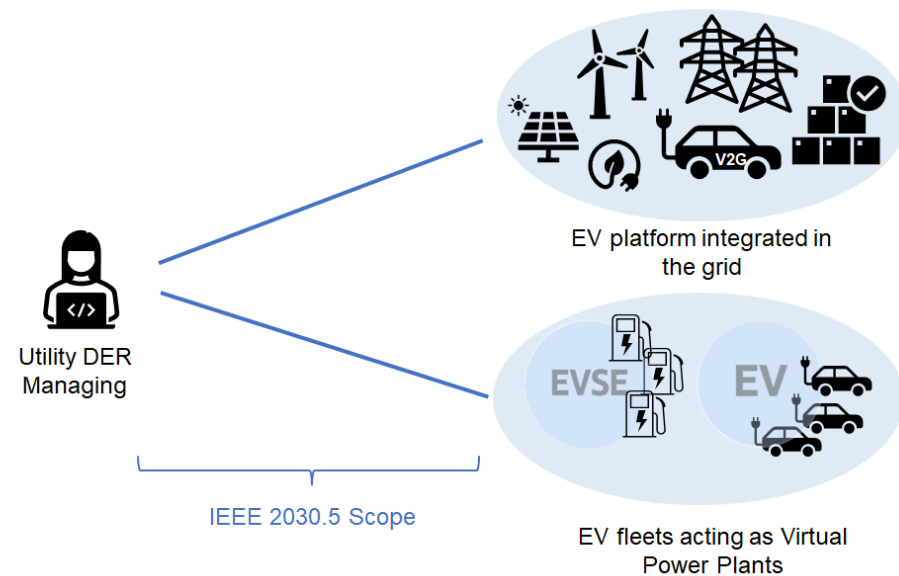 V2G
EV platform integrated in
the grid
</>
Utility DER
Managing
EVSE
EV
IEEE 2030.5 Scope
EV fleets acting as Virtual
Power Plants